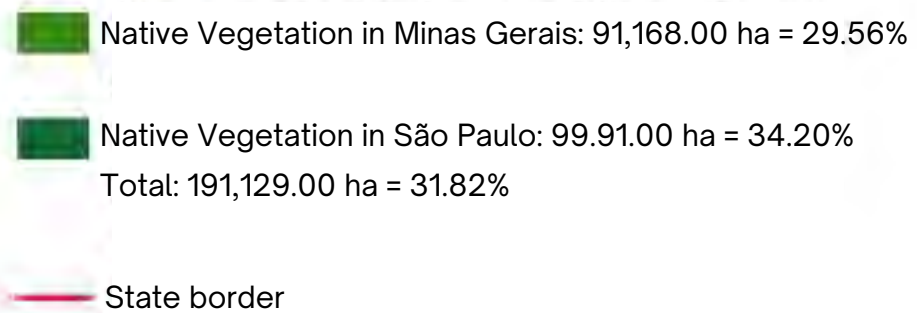 Native Vegetation in Minas Gerais: 91,168.00 ha = 29.56%
Native Vegetation in São Paulo: 99.91.00 ha = 34.20%
Total: 191,129.00 ha = 31.82%
State border